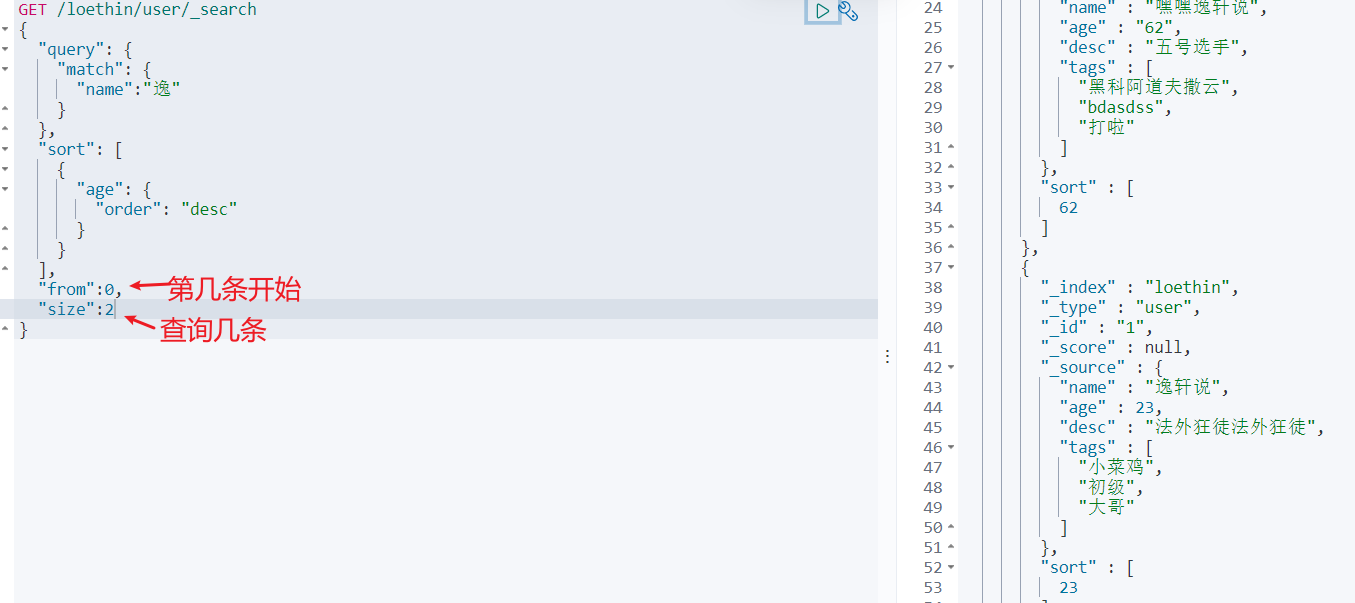 GET /loethin/user/_search
{
"query": {
"match": {
"name":"逸"
}
},
"sort": [
{
"age": {
"order": "desc"
}
}
],
"from":0,
第几条开始
"size":2
查询几条
}
24 "name" : "嘿嘿逸轩说",
25 "age" : "62",
26 "desc" : "五号选手",
27 "tags" : [
28 "黑科阿道夫撒云",
29 "bdasdss",
30 "打啦"
31 ]
32 },
33 "sort" : [
34 62
35 ]
36 },
37 {
38 "_index" : "loethin",
39 "_type" : "user",
40 "_id" : "1",
41 "_score" : null,
42 "_source" : {
43 "name" : "逸轩说",
44 "age" : 23,
45 "desc" : "法外狂徒法外狂徒",
46 "tags" : [
47 "小菜鸡",
48 "初级",
49 "大哥"
50 ]
51 },
52 "sort" : [
53 23